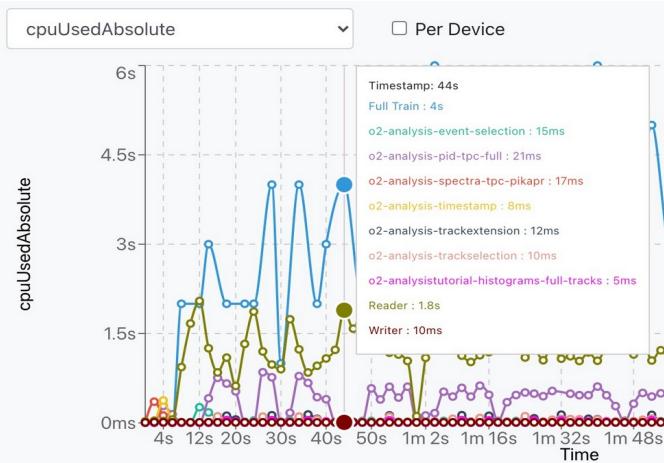 cpuUsedAbsolute
Per Device
6s
4.5s
3s
1.5s
0ms
cpuUsedAbsolute
Timestamp: 44s
Full Train : 4s
o2-analysis-event-selection : 15ms
o2-analysis-pid-tpc-full : 21ms
o2-analysis-spectra-tpc-pikapr : 17ms
o2-analysis-timestamp : 8ms
o2-analysis-trackextension : 12ms
o2-analysis-trackselection : 10ms
o2-analysistutorial-histograms-full-tracks : 5ms
Reader : 1.8s
Writer : 10ms
4s 12s 20s 30s 40s 50s 1m 2s 1m 16s 1m 32s 1m 48s
Time